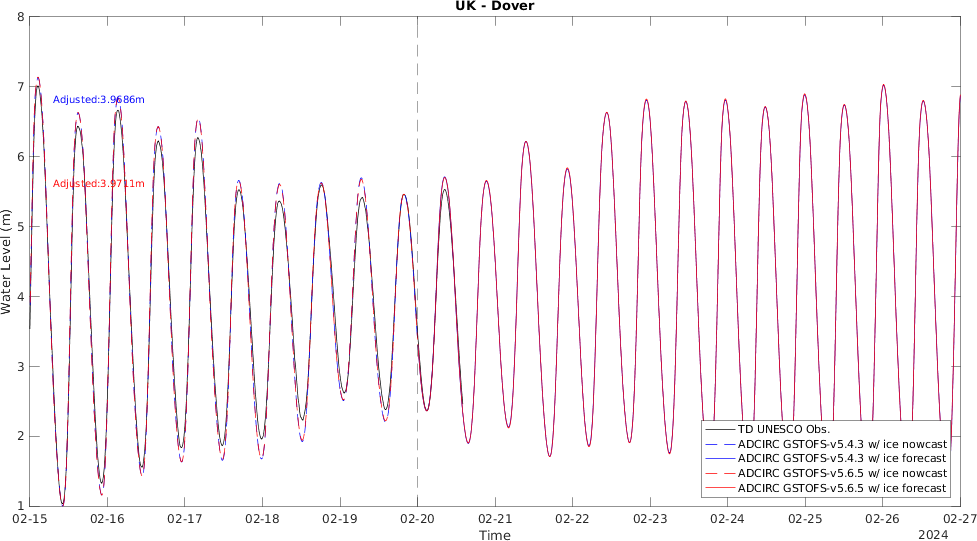 UK - Dover
8
7
6
5
4
3
2
1
Water Level (m)
Adjusted:3.9686m
Adjusted:3.9711m
TD UNESCO Obs.
ADCIRC GSTOFS-v5.4.3 w/ ice nowcast
ADCIRC GSTOFS-v5.4.3 w/ ice forecast
ADCIRC GSTOFS-v5.6.5 w/ ice nowcast
ADCIRC GSTOFS-v5.6.5 w/ ice forecast
02-15 02-16 02-17 02-18 02-19 02-20 02-21 02-22 02-23 02-24 02-25 02-26 02-27
Time
2024